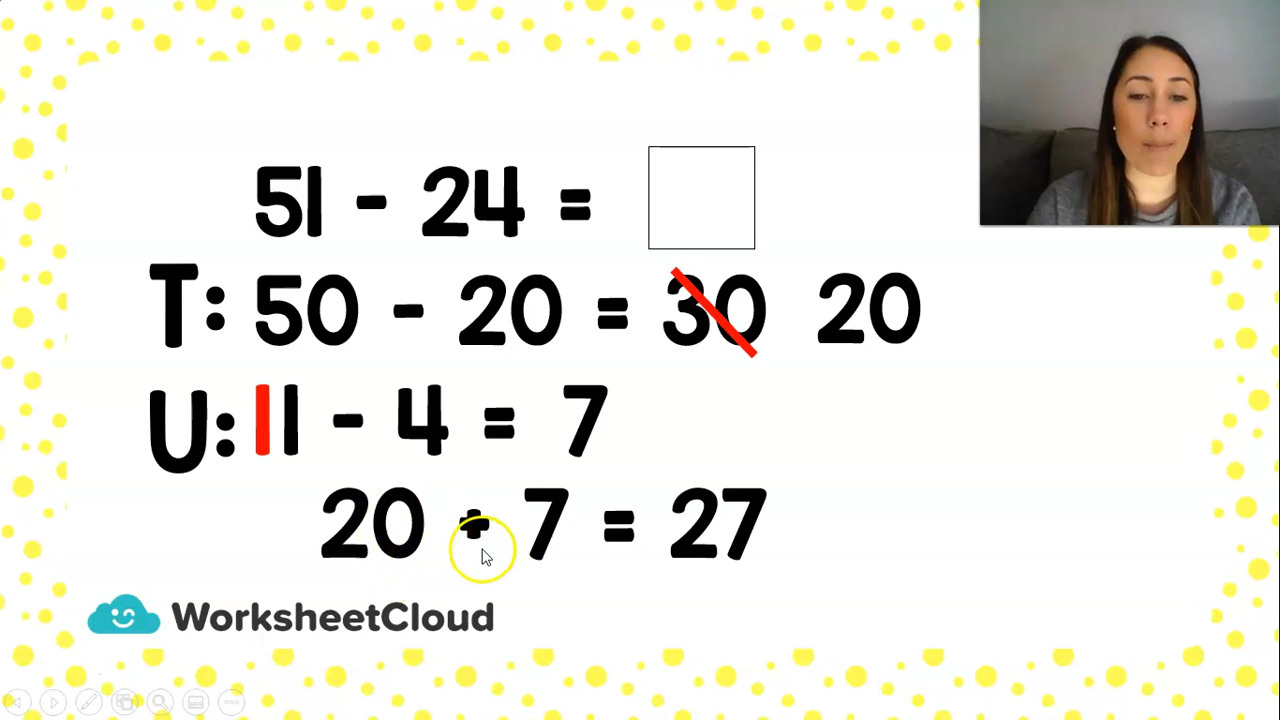 51 - 24 =
T: 50 - 20 = 30 20
U: 11 - 4 = 7
20 + 7 = 27
WorksheetCloud